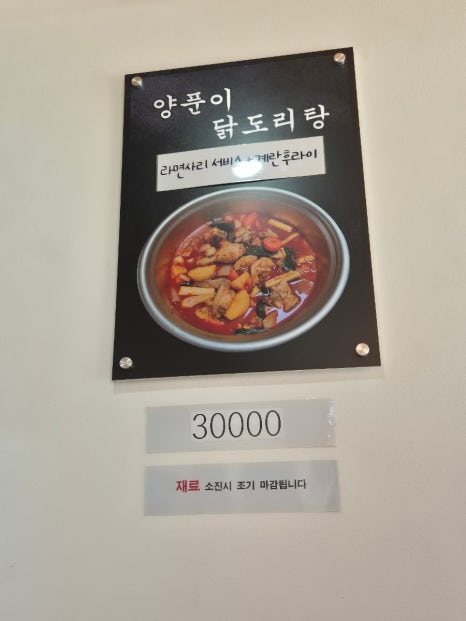 양푼이
닭도리탕
라면사리 서비스+계란후라이
30000
재료 소진시 조기 마감됩니다